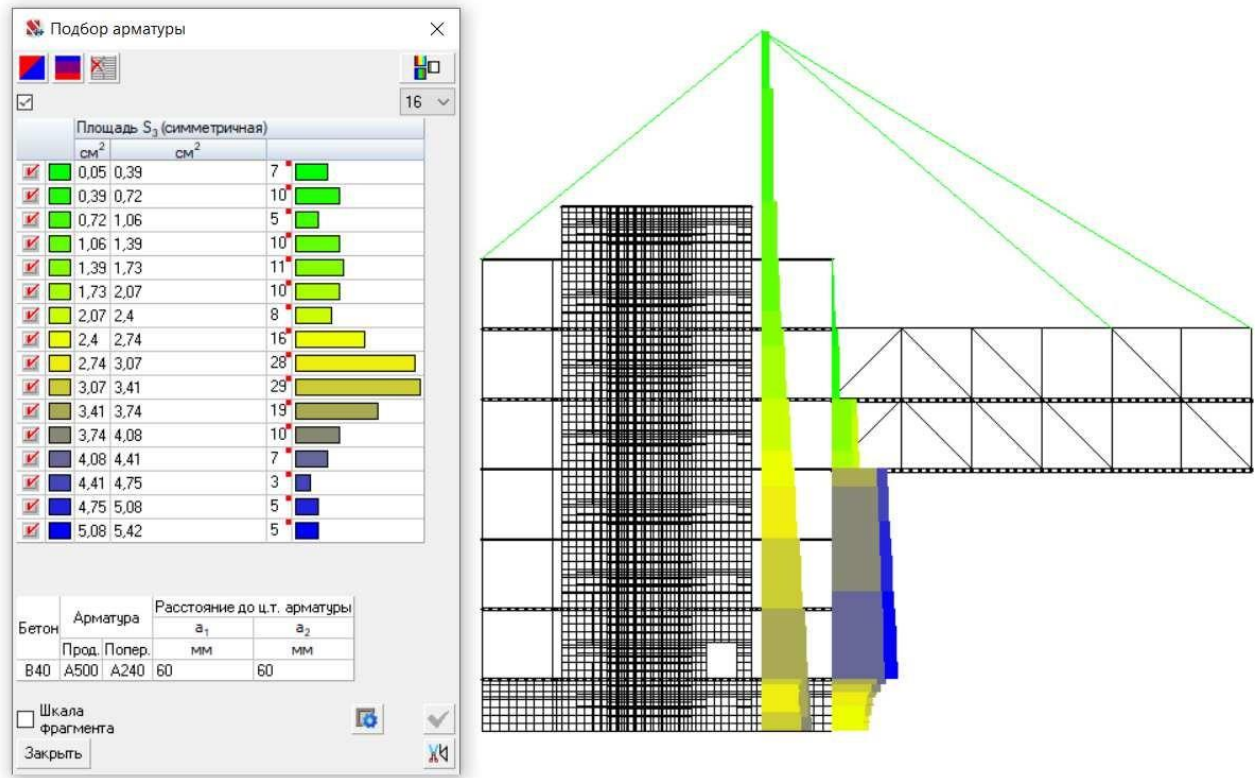 Подбор арматуры
16
Площадь S3 (симметричная)
см2 см2
0,05 0,39 7
0,39 0,72 10
0,72 1,06 5
1,06 1,39 10
1,39 1,73 11
1,73 2,07 10
2,07 2,4 8
2,4 2,74 16
2,74 3,07 28
3,07 3,41 29
3,41 3,74 19
3,74 4,08 10
4,08 4,41 7
4,41 4,75 3
4,75 5,08 5
5,08 5,42 5
Бетон Арматура Расстояние до ц.т. арматуры
a1 a2
Прод. Попер. мм мм
B40 A500 A240 60 60
Шкала
фрагмента
Закрыть